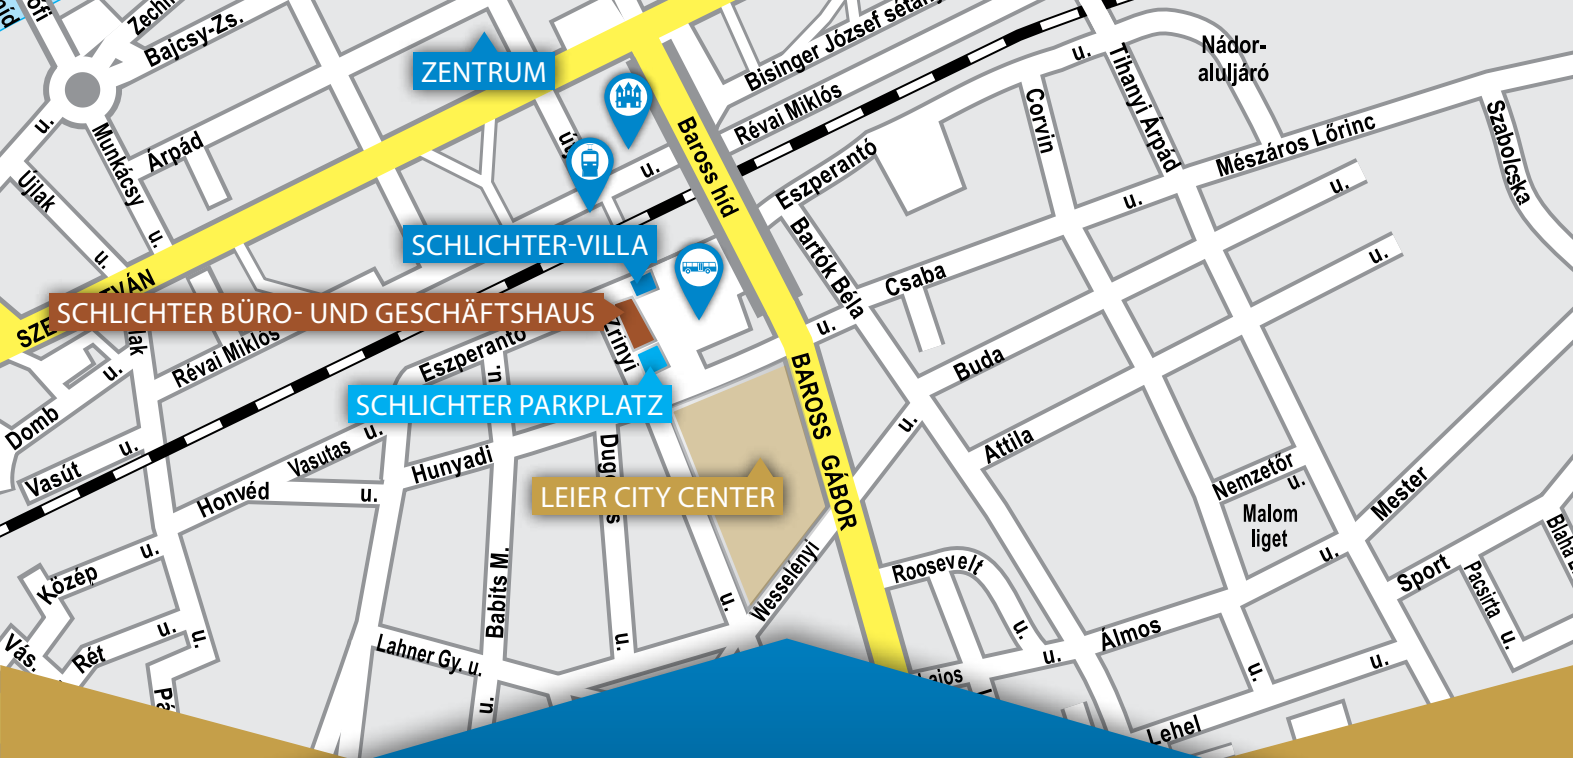 Bajcsy-Zs.
Bisinger József
Nádor-
aluljáró
ZENTRUM
Tihanyi Árpád
u.
Révai Miklós
Corvin
Szabolcska
u.
Munkácsy
Árpád
Baross híd
Mészáros Lőrinc
u.
Eszperantó
u.
u.
Újlak
u.
u.
Bartók Béla
SCHLICHTER-VILLA
u.
Csaba
SCHLICHTER BÜRO- UND GESCHÄFTSHAUS
Zrinyi
u.
Révai Miklós
Eszperantó
u.
u.
Buda
BAROSS GÁBOR
SCHLICHTER PARKPLATZ
Domb
u.
u.
Attila
Vasút
u.
Vasutas
Hunyadi
Honvéd
u.
LEIER CITY CENTER
Nemzetőr
u.
Malom
liget
Mester
Közép
u.
Babits M.
Wesselényi
Roosevelt
u.
u.
Sport
Pacsirta
u.
u.
Vás.
Rét
u.
u.
Lahner Gy. u.
u.
u.
u.
Álmos
u.
u.
Lehel